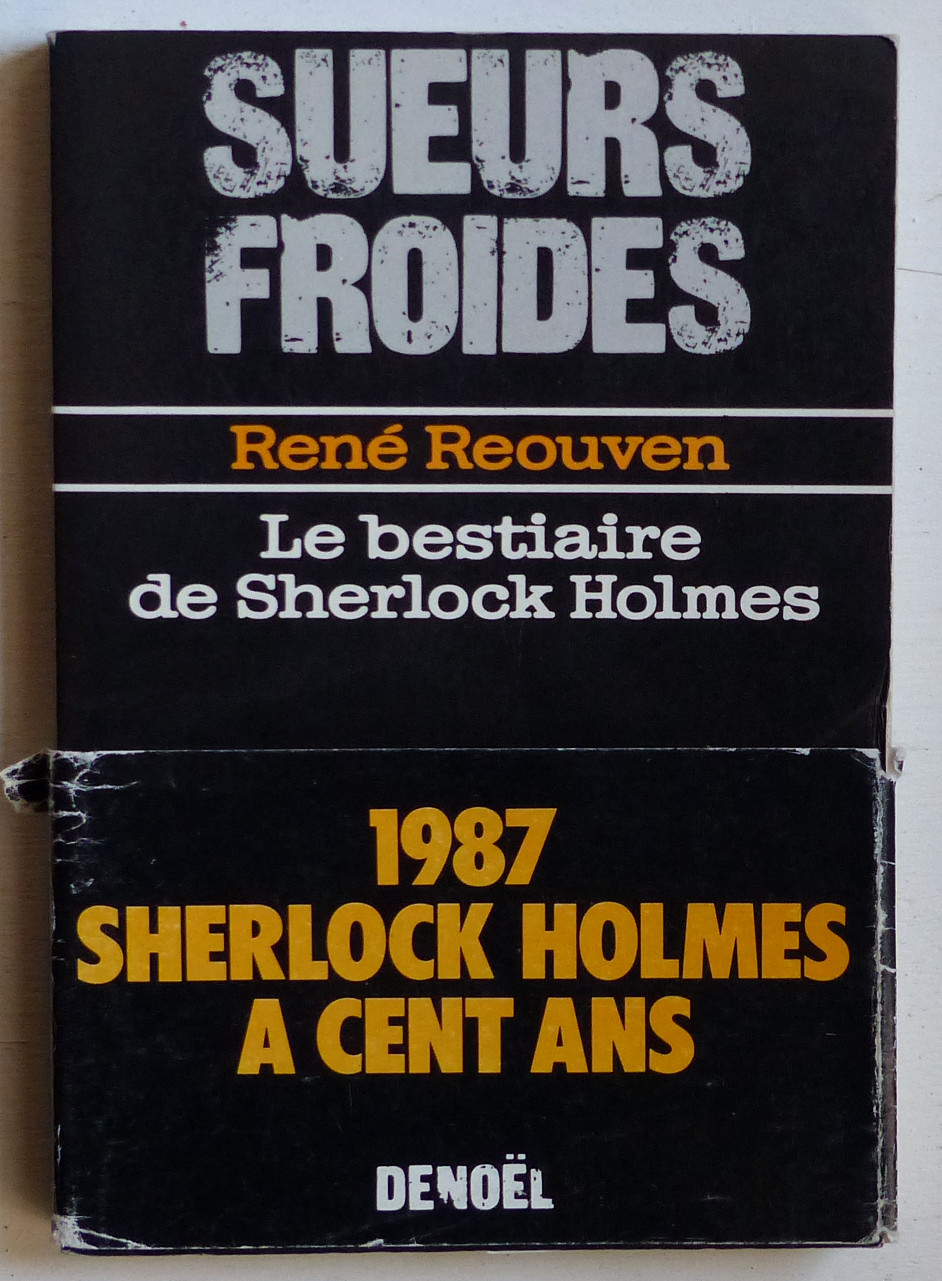 SUEURS
FROIDES
René Reouven
Le bestiaire
de Sherlock Holmes
1987
SHERLOCK HOLMES
A CENT ANS
DENOËL